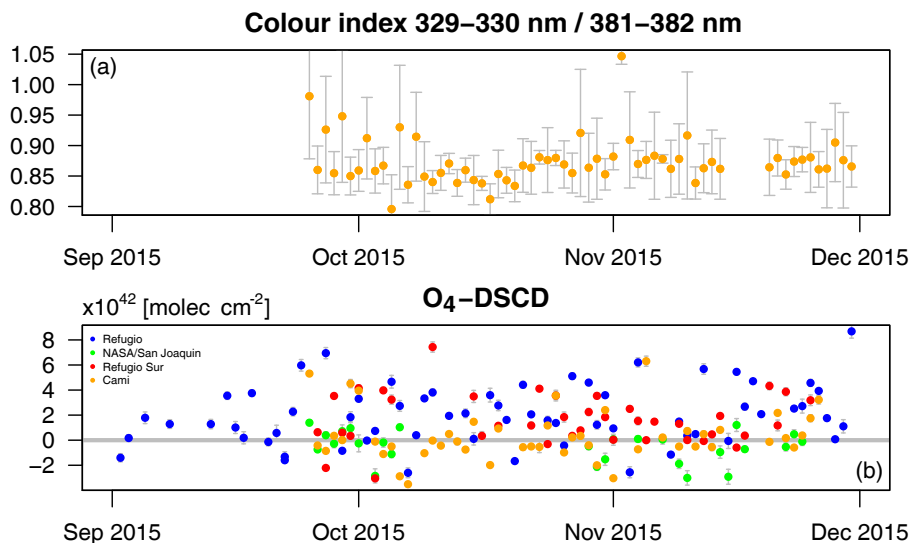 Colour index 329–330 nm / 381–382 nm
(a)
1.05
1.00
0.95
0.90
0.85
0.80
Sep 2015 Oct 2015 Nov 2015 Dec 2015
O4–DSCD
x10^42 [molec cm^-2]
8
6
4
2
0
−2
Refugio
NASA/San Joaquin
Refugio Sur
Cami
(b)
Sep 2015 Oct 2015 Nov 2015 Dec 2015